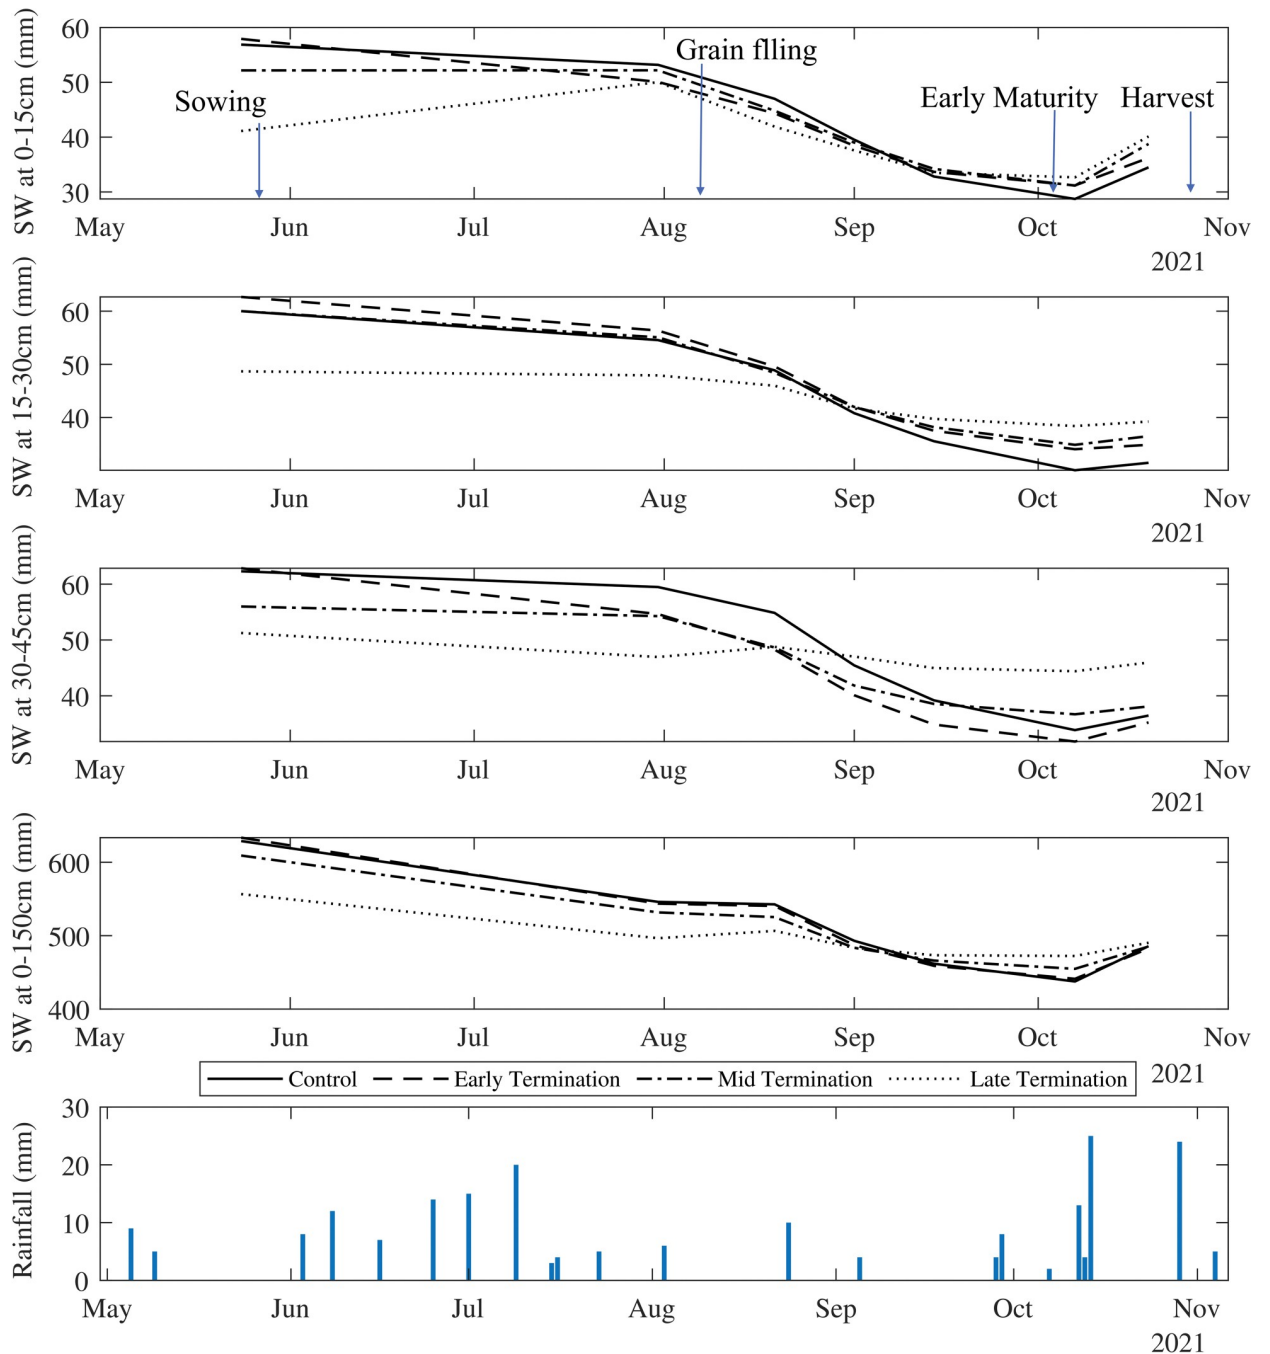 SW at 0-15cm (mm)
60
50
40
30
Sowing
Grain flling
Early Maturity
Harvest
May Jun Jul Aug Sep Oct Nov
2021
SW at 15-30cm (mm)
60
50
40
May Jun Jul Aug Sep Oct Nov
2021
SW at 30-45cm (mm)
60
50
40
May Jun Jul Aug Sep Oct Nov
2021
SW at 0-150cm (mm)
600
500
400
May Jun Jul Aug Sep Oct Nov
2021
Control Early Termination Mid Termination Late Termination
Rainfall (mm)
30
20
10
0
May Jun Jul Aug Sep Oct Nov
2021